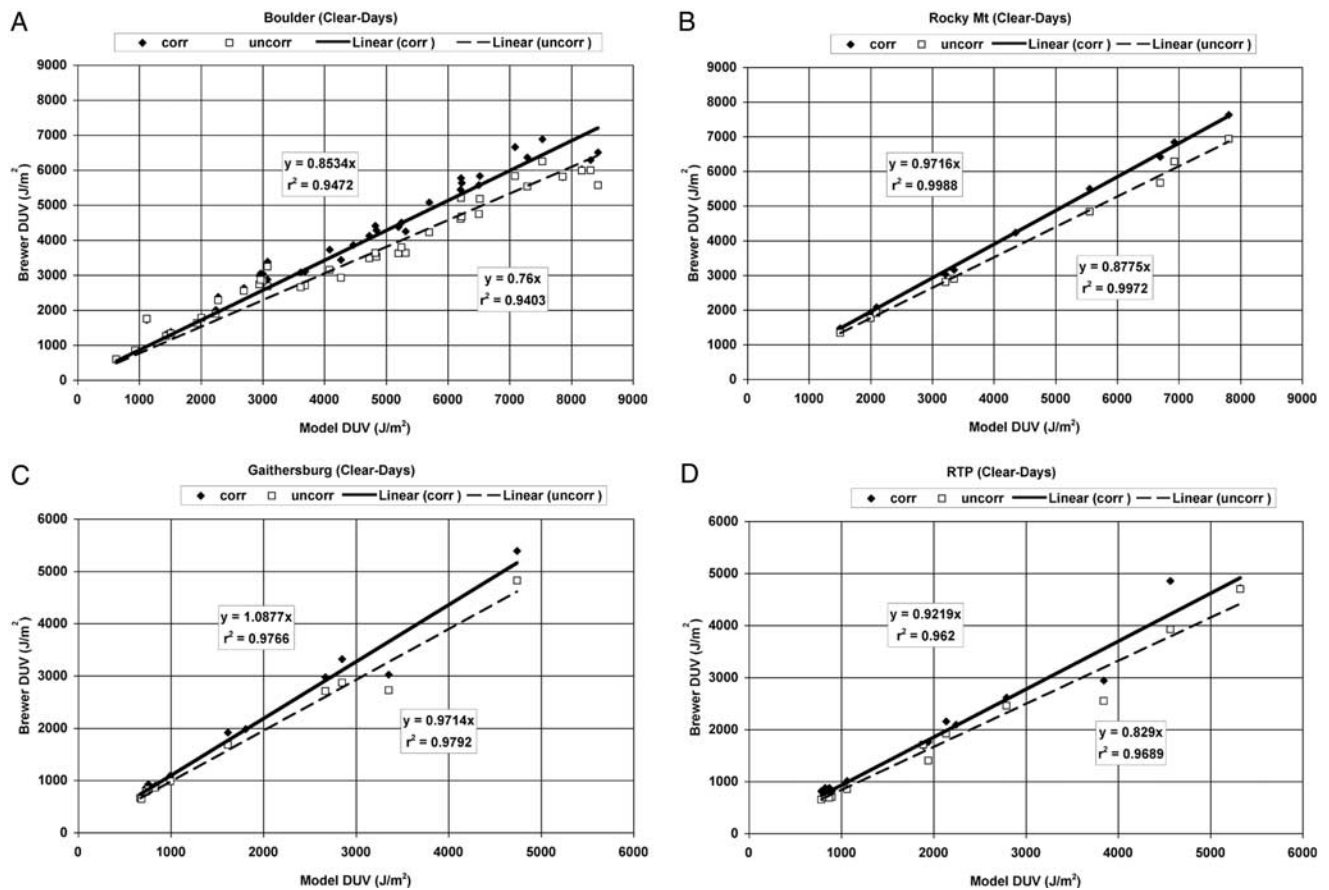 A
Boulder (Clear-Days)
corr uncorr Linear (corr ) Linear (uncorr )
9000
8000
7000
6000
5000
4000
3000
2000
1000
0
Brewer DUV (J/m²)
y = 0.8534x
r² = 0.9472
y = 0.76x
r² = 0.9403
0 1000 2000 3000 4000 5000 6000 7000 8000 9000
Model DUV (J/m²)
B
Rocky Mt (Clear-Days)
corr uncorr Linear (corr ) Linear (uncorr )
9000
8000
7000
6000
5000
4000
3000
2000
1000
0
Brewer DUV (J/m²)
y = 0.9716x
r² = 0.9988
y = 0.8775x
r² = 0.9972
0 1000 2000 3000 4000 5000 6000 7000 8000 9000
Model DUV (J/m²)
C
Gaithersburg (Clear-Days)
corr uncorr Linear (corr ) Linear (uncorr )
6000
5000
4000
3000
2000
1000
0
Brewer DUV (J/m²)
y = 1.0877x
r² = 0.9766
y = 0.9714x
r² = 0.9792
0 1000 2000 3000 4000 5000 6000
Model DUV (J/m²)
D
RTP (Clear-Days)
corr uncorr Linear (corr ) Linear (uncorr )
6000
5000
4000
3000
2000
1000
0
Brewer DUV (J/m²)
y = 0.9219x
r² = 0.962
y = 0.829x
r² = 0.9689
0 1000 2000 3000 4000 5000 6000
Model DUV (J/m²)